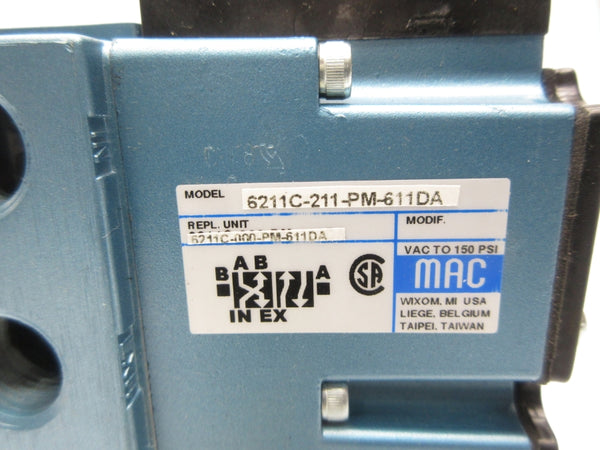 MODEL 6211C-211-PM-611DA
REPL. UNIT MODIF.
6211C-000-PM-611DA
VAC TO 150 PSI
A B
B A
IN EX
SA
MAC
WIXOM, MI USA
LIEGE, BELGIUM
TAIPEI, TAIWAN